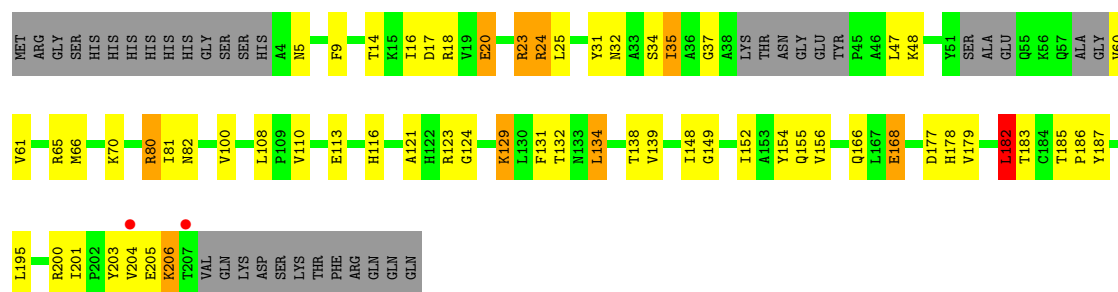 MET ARG GLY SER HIS HIS HIS HIS HIS HIS GLY SER SER HIS A4 N5 F9 T14 K15 I16 D17 R18 V19 E20 R23 R24 L25 Y31 N32 A33 S34 I35 A36 G37 A38 LYS THR ASN GLY GLU TYR P45 A46 L47 K48 Y51 SER ALA GLU Q55 K56 Q57 ALA GLY V60
V61 R65 M66 K70 R80 I81 N82 V100 L108 P109 V110 E113 H116 A121 H122 R123 G124 K129 L130 F131 T132 N133 L134 T138 V139 I148 G149 I152 A153 Y154 Q155 V156 Q166 L167 E168 D177 H178 V179 L182 T183 C184 T185 P186 Y187
L195 R200 I201 P202 Y203 V204 E205 K206 T207 VAL GLN LYS ASP SER LYS THR PHE ARG GLN GLN GLN